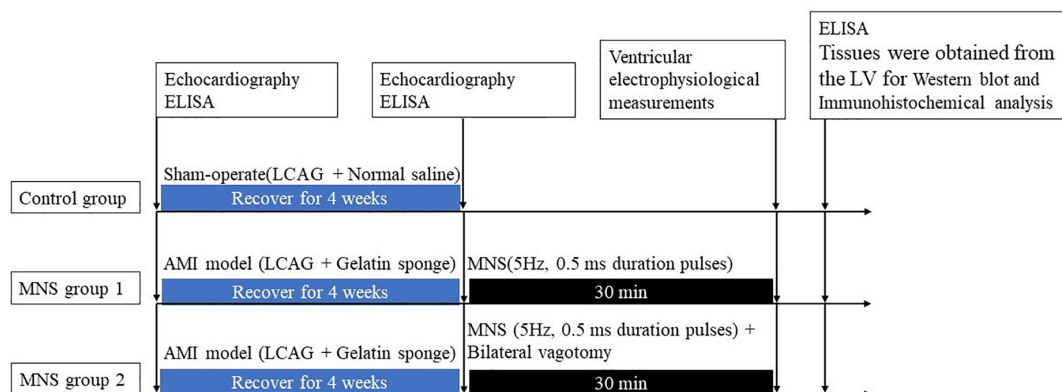 Echocardiography
ELISA
Echocardiography
ELISA
Ventricular
electrophysiological
measurements
ELISA
Tissues were obtained from
the LV for Western blot and
Immunohistochemical analysis
Control group
Sham-operate(LCAG + Normal saline)
Recover for 4 weeks
MNS group 1
AMI model (LCAG + Gelatin sponge)
Recover for 4 weeks
MNS(5Hz, 0.5 ms duration pulses)
30 min
MNS group 2
AMI model (LCAG + Gelatin sponge)
Recover for 4 weeks
MNS (5Hz, 0.5 ms duration pulses) +
Bilateral vagotomy
30 min